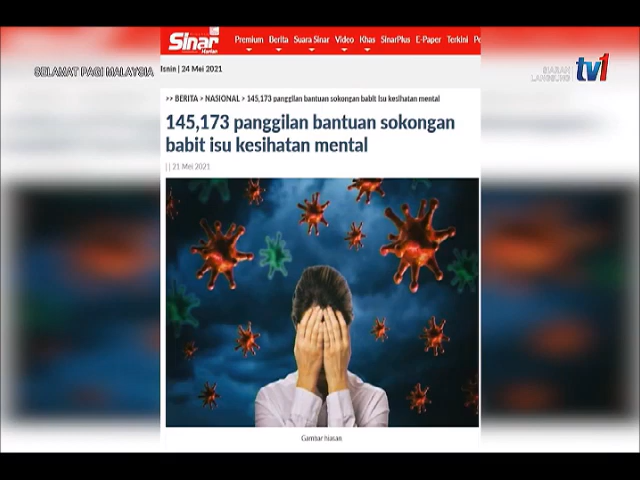 Sinar
Harian
Premium Berita Suara Sinar Video Khas SinarPlus E-Paper Terkini
Isnin | 24 Mei 2021
SELAMAT PAGI MALAYSIA
SIARAN
LANGSUNG
tv1
>> BERITA > NASIONAL > 145,173 panggilan bantuan sokongan babit isu kesihatan mental
145,173 panggilan bantuan sokongan
babit isu kesihatan mental
| | 21 Mei 2021
Gambar hiasan